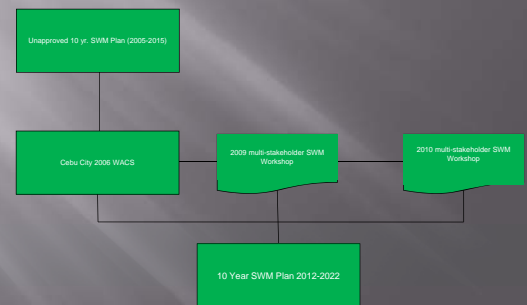 Unapproved 10 yr. SWM Plan (2005-2015)
Cebu City 2006 WACS
2009 multi-stakeholder SWM
Workshop
2010 multi-stakeholder SWM
Workshop
10 Year SWM Plan 2012-2022